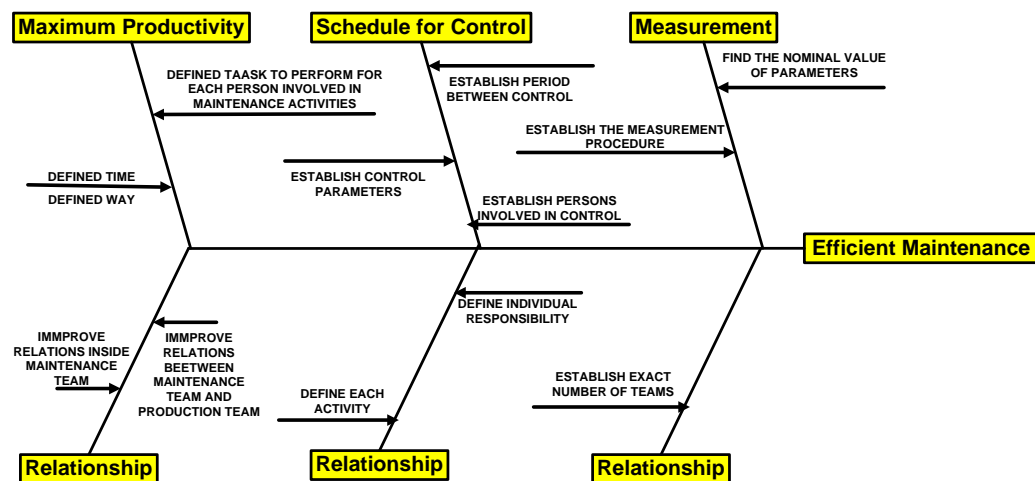 Maximum Productivity
Schedule for Control
Measurement
DEFINED TAASK TO PERFORM FOR
EACH PERSON INVOLVED IN
MAINTENANCE ACTIVITIES
ESTABLISH PERIOD
BETWEEN CONTROL
FIND THE NOMINAL VALUE
OF PARAMETERS
ESTABLISH THE MEASUREMENT
PROCEDURE
DEFINED TIME
DEFINED WAY
ESTABLISH CONTROL
PARAMETERS
ESTABLISH PERSONS
INVOLVED IN CONTROL
Efficient Maintenance
DEFINE INDIVIDUAL
RESPONSIBILITY
IMMPROVE
RELATIONS INSIDE
MAINTENANCE
TEAM
IMMPROVE
RELATIONS
BEETWEEN
MAINTENANCE
TEAM AND
PRODUCTION TEAM
DEFINE EACH
ACTIVITY
ESTABLISH EXACT
NUMBER OF TEAMS
Relationship
Relationship
Relationship